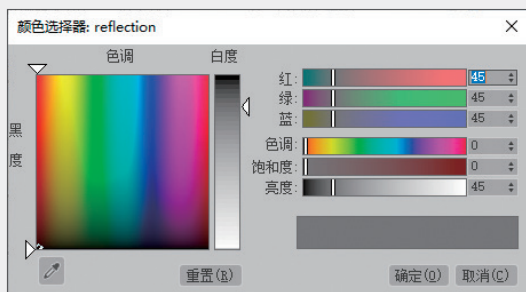 颜色选择器: reflection
色调 白度
黑度
红: 45
绿: 45
蓝: 45
色调: 0
饱和度: 0
亮度: 45
重置(R)
确定(O) 取消(C)